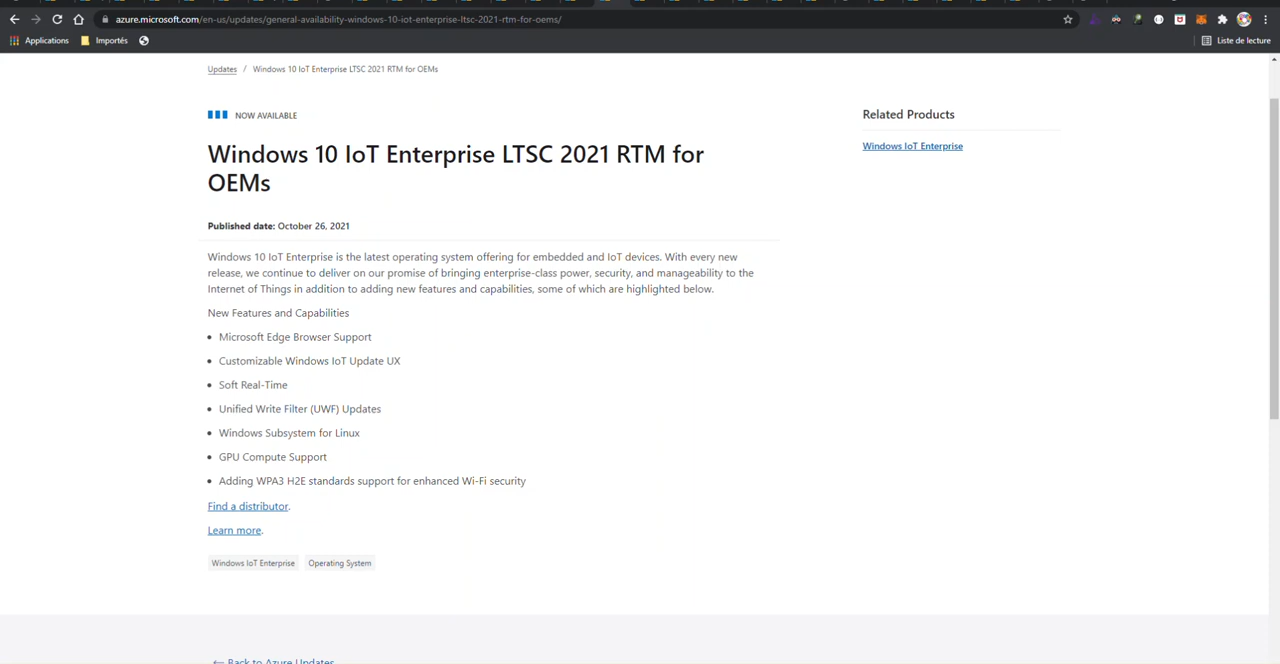 azure.microsoft.com/en-us/updates/general-availability-windows-10-iot-enterprise-ltsc-2021-rtm-for-oems/
Applications
Importés
Liste de lecture
Updates / Windows 10 IoT Enterprise LTSC 2021 RTM for OEMs
NOW AVAILABLE
Related Products
Windows 10 IoT Enterprise LTSC 2021 RTM for
OEMs
Windows IoT Enterprise
Published date: October 26, 2021
Windows 10 IoT Enterprise is the latest operating system offering for embedded and IoT devices. With every new
release, we continue to deliver on our promise of bringing enterprise-class power, security, and manageability to the
Internet of Things in addition to adding new features and capabilities, some of which are highlighted below.
New Features and Capabilities
• Microsoft Edge Browser Support
• Customizable Windows IoT Update UX
• Soft Real-Time
• Unified Write Filter (UWF) Updates
• Windows Subsystem for Linux
• GPU Compute Support
• Adding WPA3 H2E standards support for enhanced Wi-Fi security
Find a distributor.
Learn more.
Windows IoT Enterprise
Operating System
← Back to Azure Updates